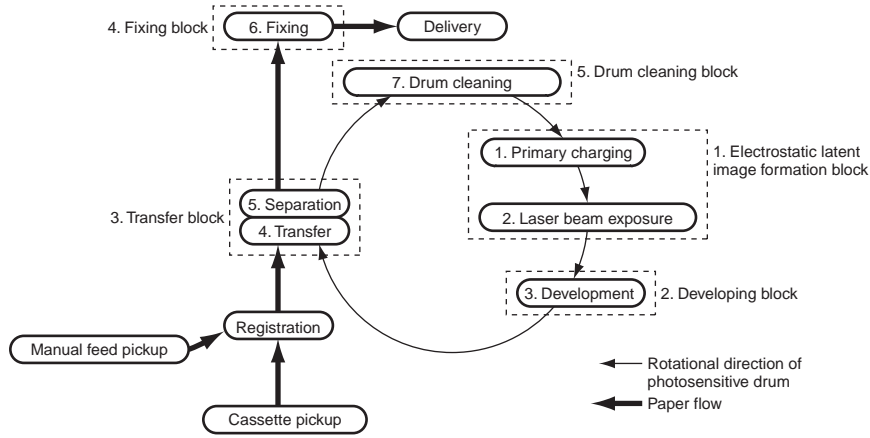 4. Fixing block
6. Fixing
Delivery
7. Drum cleaning
5. Drum cleaning block
1. Primary charging
1. Electrostatic latent
image formation block
2. Laser beam exposure
3. Transfer block
5. Separation
4. Transfer
3. Development
2. Developing block
Registration
Manual feed pickup
Cassette pickup
Rotational direction of
photosensitive drum
Paper flow